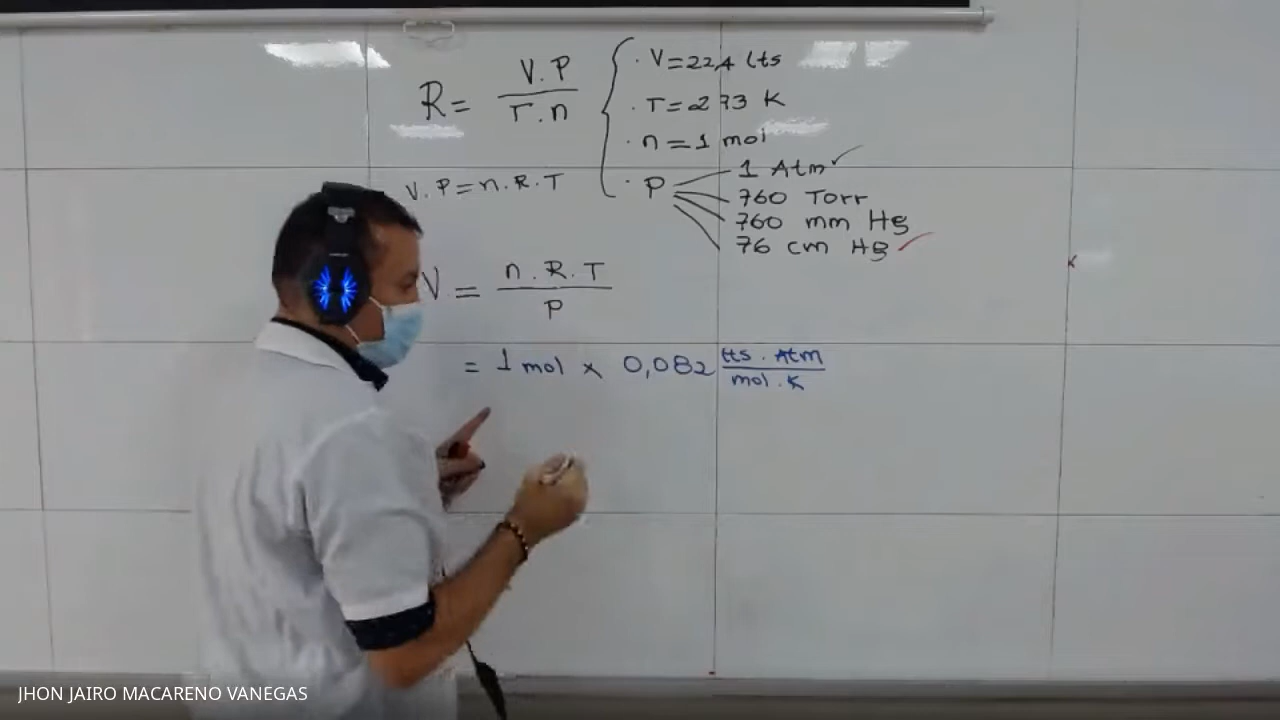 R = V.P / T.n
· V=22,4 lts
· T=273 K
· n=1 mol
· P
1 Atm ✓
760 Torr
760 mm Hg
76 cm Hg ✓
V.P=n.R.T
V = n.R.T / P
= 1 mol x 0,082 lts.Atm / mol.K
x
JHON JAIRO MACARENO VANEGAS